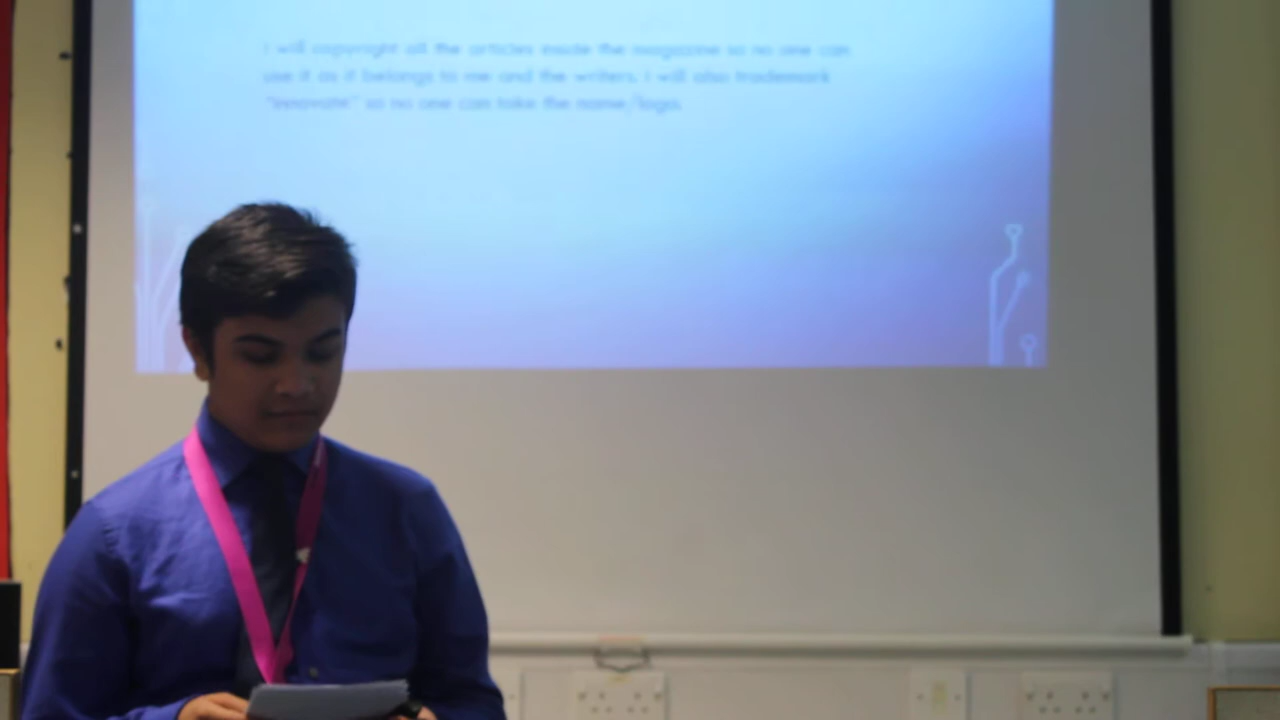 I will copyright all the articles inside the magazine so no one can
use it as it belongs to me and the writers. I will also trademark
"innovate" so no one can take the name/logo.